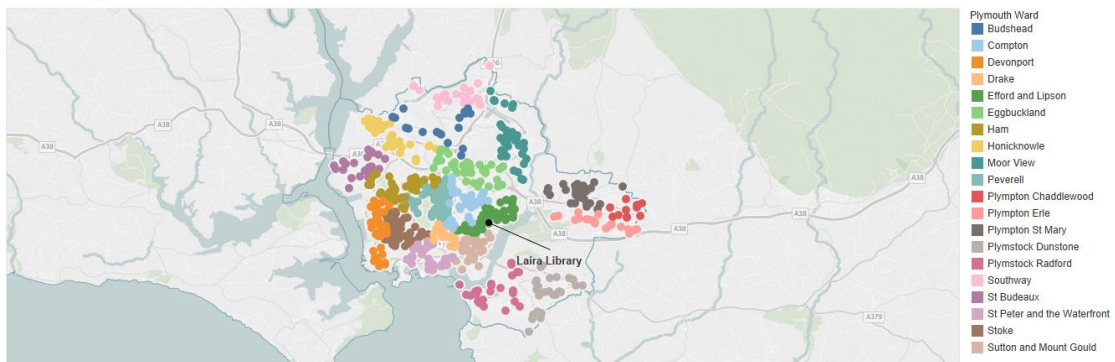 Plymouth Ward
Budshead
Compton
Devonport
Drake
Efford and Lipson
Eggbuckland
Ham
Honicknowle
Moor View
Peverell
Plympton Chaddlewood
Plympton Erle
Plympton St Mary
Plymstock Dunstone
Plymstock Radford
Southway
St Budeaux
St Peter and the Waterfront
Stoke
Sutton and Mount Gould
A38
A38
A38
A38
A38
A38
A379
Laira Library